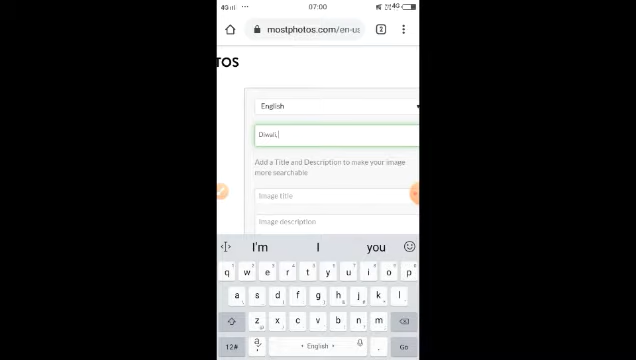 4G 07:00 4G
mostphotos.com/en-us 2
TOS
English
Diwali,
Add a Title and Description to make your image
more searchable
Image title
Image description
I'm I you
q w e r t y u i o p
a s d f g h j k l
z x c v b n m
12# English . Go